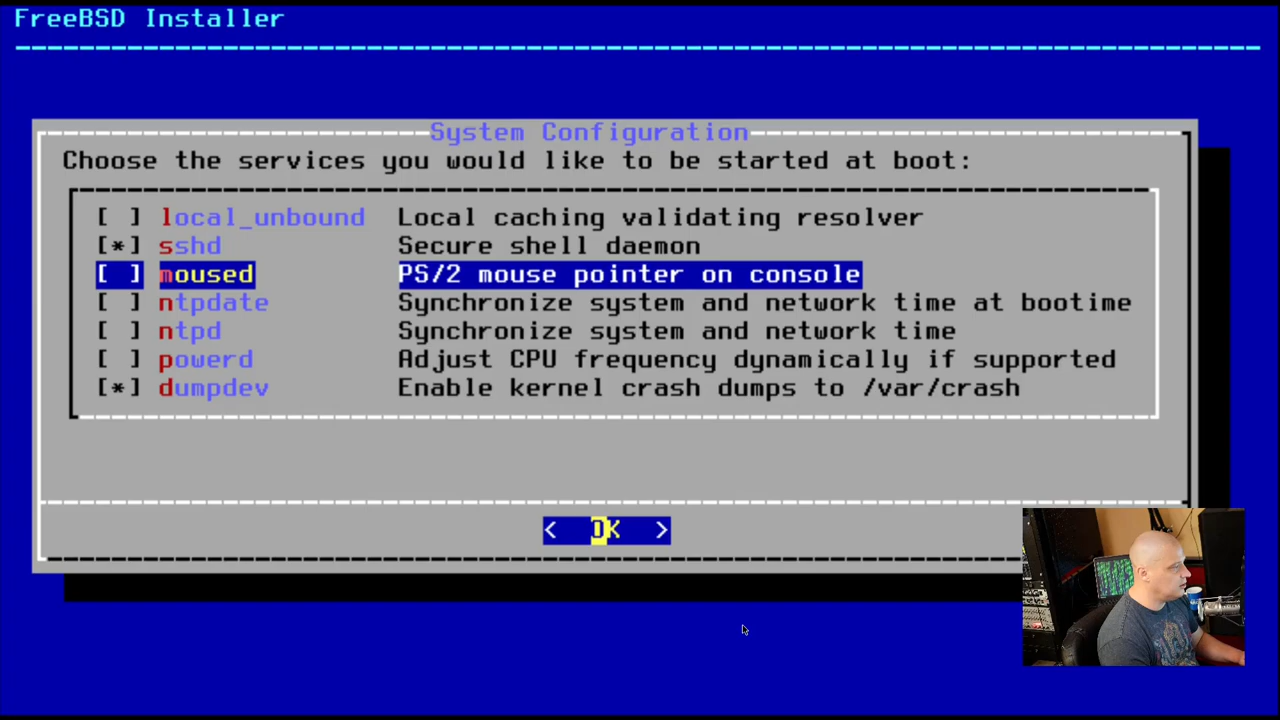 FreeBSD Installer
System Configuration
Choose the services you would like to be started at boot:
[ ] local_unbound Local caching validating resolver
[*] sshd Secure shell daemon
[ ] moused PS/2 mouse pointer on console
[ ] ntpdate Synchronize system and network time at bootime
[ ] ntpd Synchronize system and network time
[ ] powerd Adjust CPU frequency dynamically if supported
[*] dumpdev Enable kernel crash dumps to /var/crash
< OK >